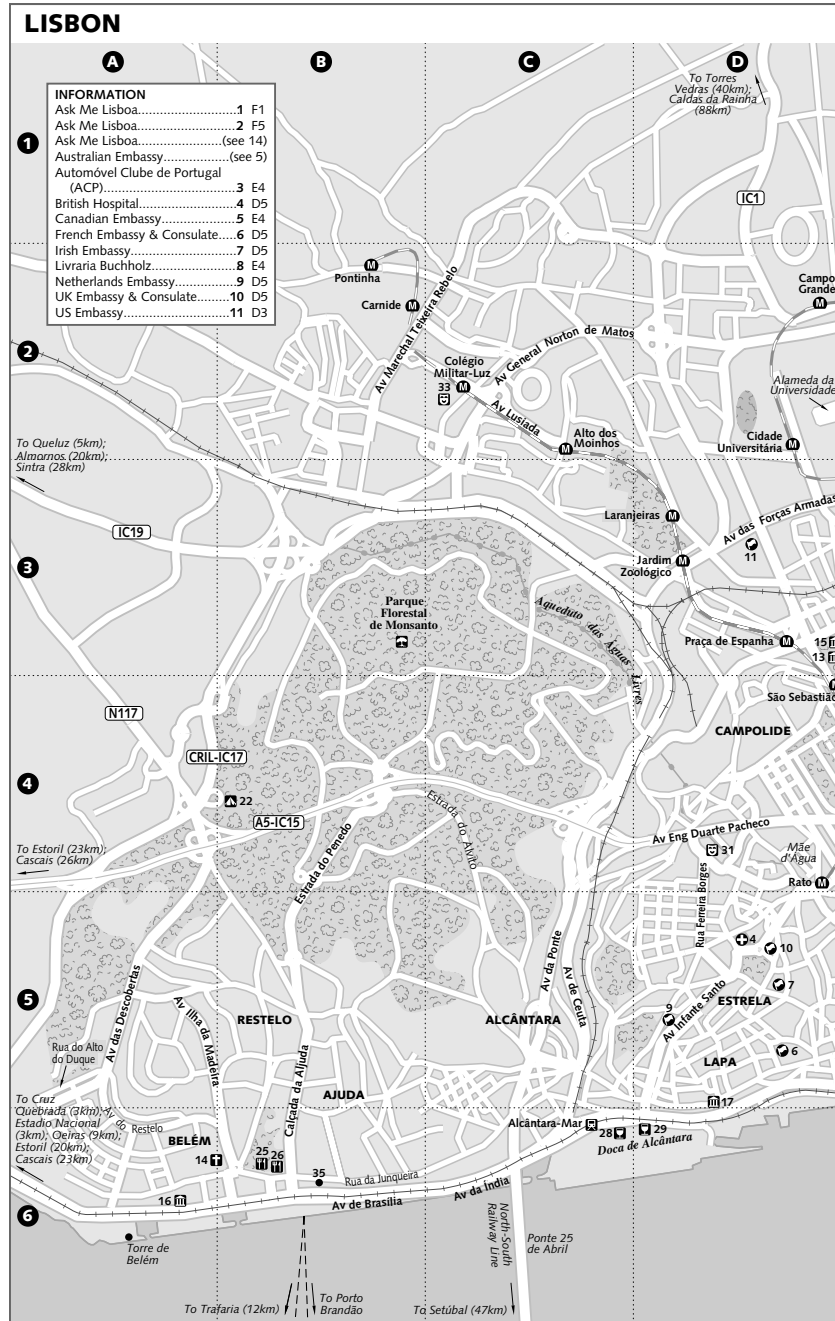 LISBON
A
B
C
D
INFORMATION
Ask Me Lisboa..........................1 F1
Ask Me Lisboa..........................2 F5
Ask Me Lisboa....................(see 14)
Australian Embassy...............(see 5)
Automóvel Clube de Portugal
(ACP)..................................3 E4
British Hospital.........................4 D5
Canadian Embassy...................5 E4
French Embassy & Consulate.....6 D5
Irish Embassy...........................7 D5
Livraria Buchholz......................8 E4
Netherlands Embassy................9 D5
UK Embassy & Consulate.........10 D5
US Embassy............................11 D3
To Torres
Vedras (40km);
Caldas da Rainha
(88km)
1
IC1
Pontinha
Carnide
Av Marechal Teixeira Rebelo
Campo
Grande
2
Av General Norton de Matos
Colégio
Militar-Luz
33
Av Lusíada
Alto dos
Moinhos
Alameda da
Universidade
Cidade
Universitária
To Queluz (5km);
Almornos (20km);
Sintra (28km)
IC19
Laranjeiras
Av das Forças Armadas
11
Jardim
Zoológico
3
Parque
Florestal
de Monsanto
Aqueduto das Águas Livres
Praça de Espanha
15
13
São Sebastião
N117
CAMPOLIDE
CRIL-IC17
4
22
A5-IC15
Estrada do Penedo
Estrada do Alvito
Av Eng Duarte Pacheco
To Estoril (23km);
Cascais (26km)
31
Mãe
d'Água
Rato
Rua Ferreira Borges
4
10
Av das Descobertas
Av da Ponte
Av de Ceuta
7
5
Av Ilha da Madeira
RESTELO
ALCÂNTARA
9
Av Infante Santo
ESTRELA
Rua do Alto
do Duque
Calçada da Aljuda
LAPA
6
AJUDA
17
To Cruz
Quebrada (3km);
Estadio Nacional
(3km); Oeiras (9km);
Estoril (20km);
Cascais (23km)
Av do Restelo
Alcântara-Mar
28
29
Doca de Alcântara
BELÉM
14
25
26
35
Rua da Junqueira
16
Av de Brasília
Av da Índia
6
Torre de
Belém
North-South
Railway Line
Ponte 25
de Abril
To Trafaria (12km)
To Porto
Brandão
To Setúbal (47km)